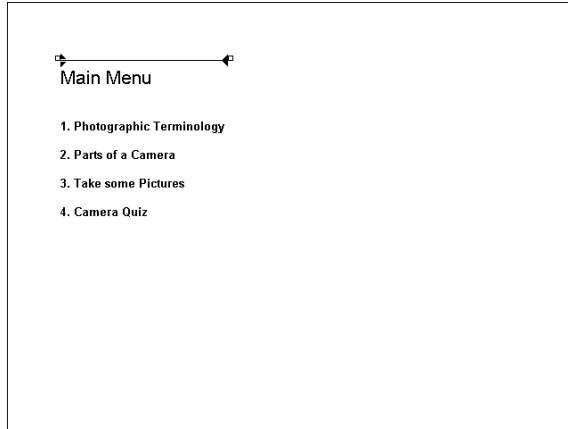 Main Menu
1. Photographic Terminology
2. Parts of a Camera
3. Take some Pictures
4. Camera Quiz